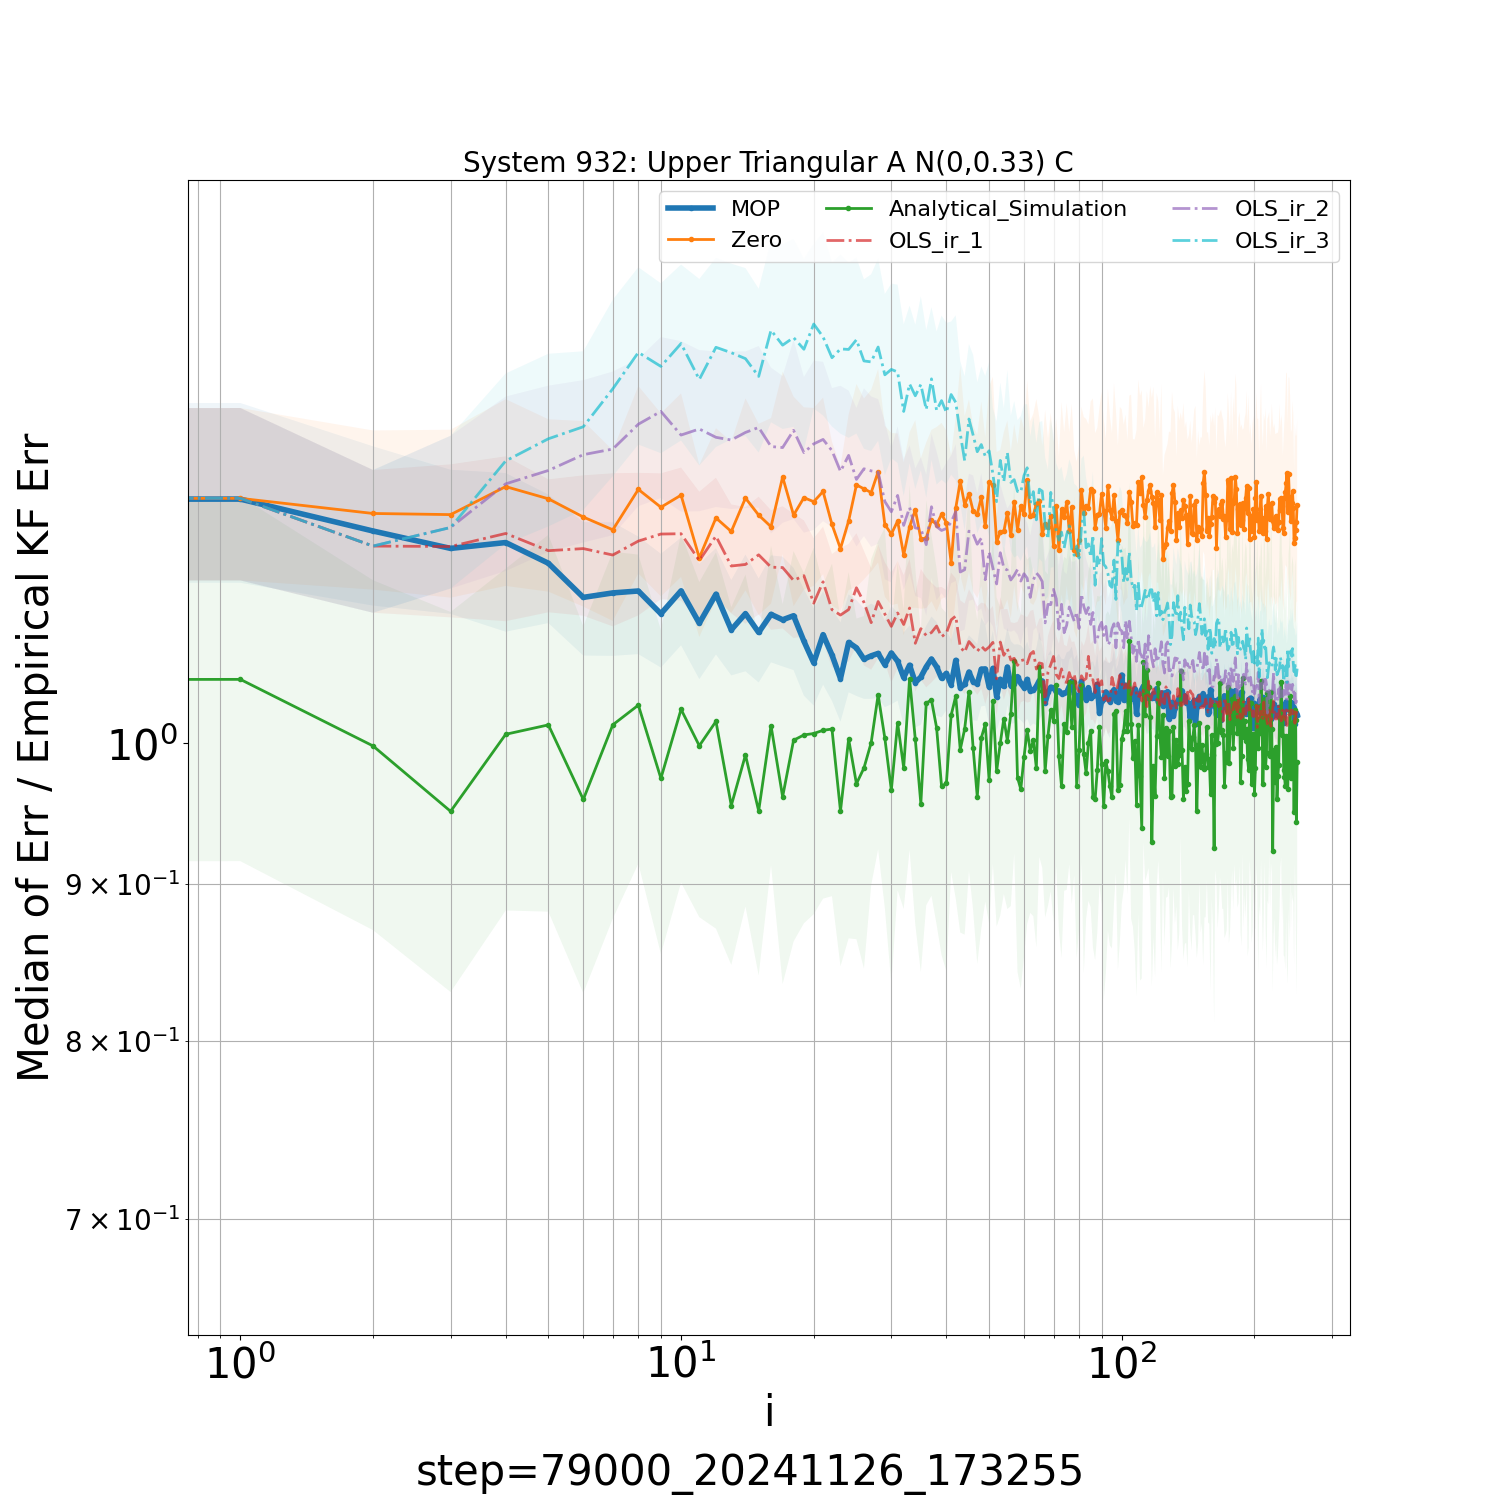 System 932: Upper Triangular A N(0,0.33) C
MOP
Zero
Analytical_Simulation
OLS_ir_1
OLS_ir_2
OLS_ir_3
Median of Err / Empirical KF Err
10⁰
9 × 10⁻¹
8 × 10⁻¹
7 × 10⁻¹
10⁰
10¹
10²
i
step=79000_20241126_173255